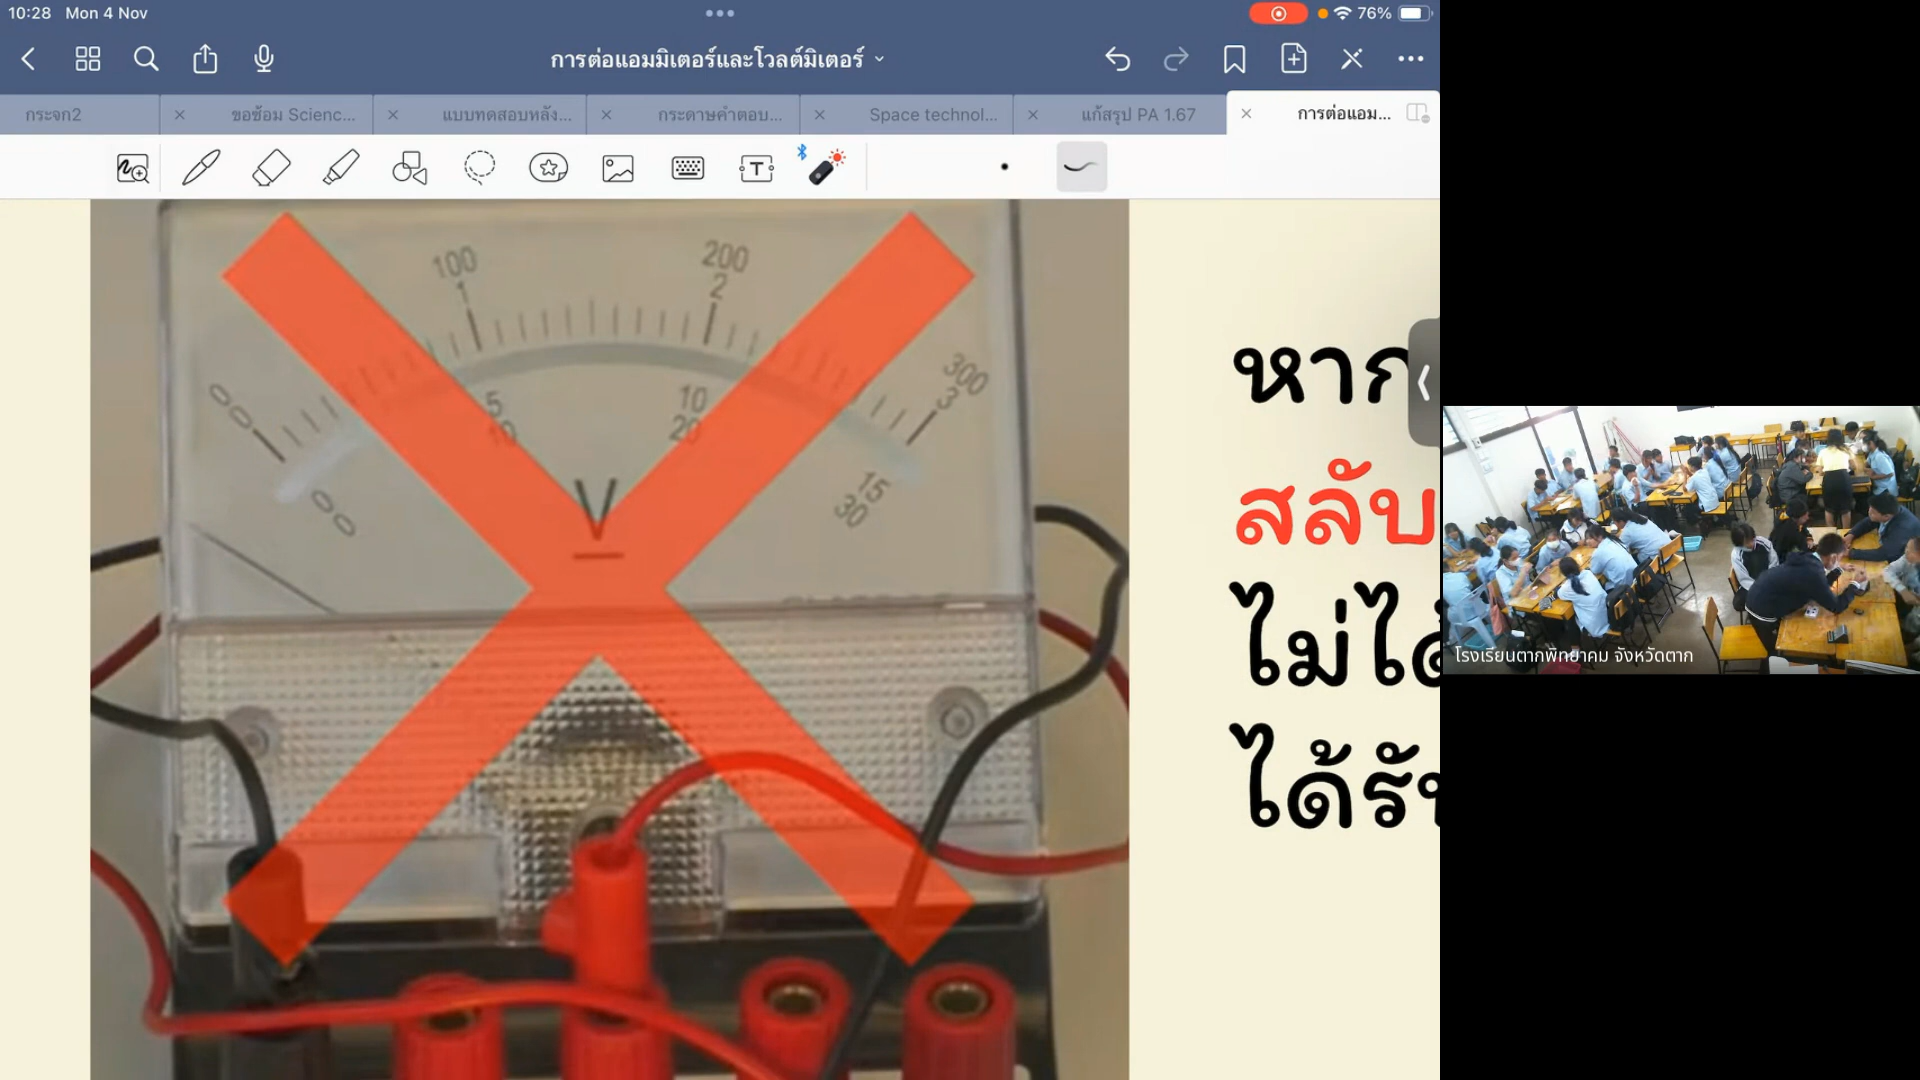 10:28 Mon 4 Nov
76%
การต่อแอมมิเตอร์และโวลต์มิเตอร์
กระจก2
ขอซ้อม Scienc...
แบบทดสอบหลัง...
กระดาษคำตอบ...
Space technol...
แก้สรุป PA 1.67
การต่อแอม...
T
100 200 300
0 1 2 3
0 5 10 15
0 10 20 30
V
หาก
สลับ
ไม่ได้
ได้รับ
โรงเรียนตากพิทยาคม จังหวัดตาก